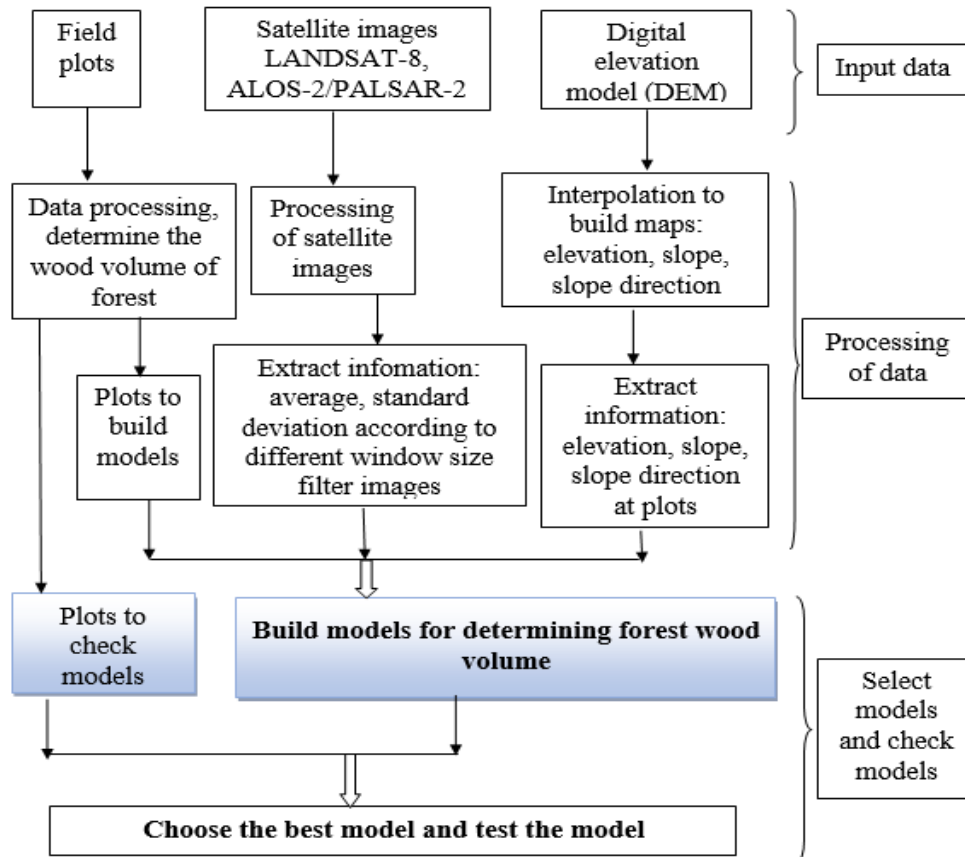 Field
plots
Satellite images
LANDSAT-8,
ALOS-2/PALSAR-2
Digital
elevation
model (DEM)
Input data
Data processing,
determine the
wood volume of
forest
Processing
of satellite
images
Interpolation to
build maps:
elevation, slope,
slope direction
Processing
of data
Plots to
build
models
Extract infomation:
average, standard
deviation according to
different window size
filter images
Extract
information:
elevation, slope,
slope direction
at plots
Plots to
check
models
Build models for determining forest wood
volume
Select
models
and check
models
Choose the best model and test the model